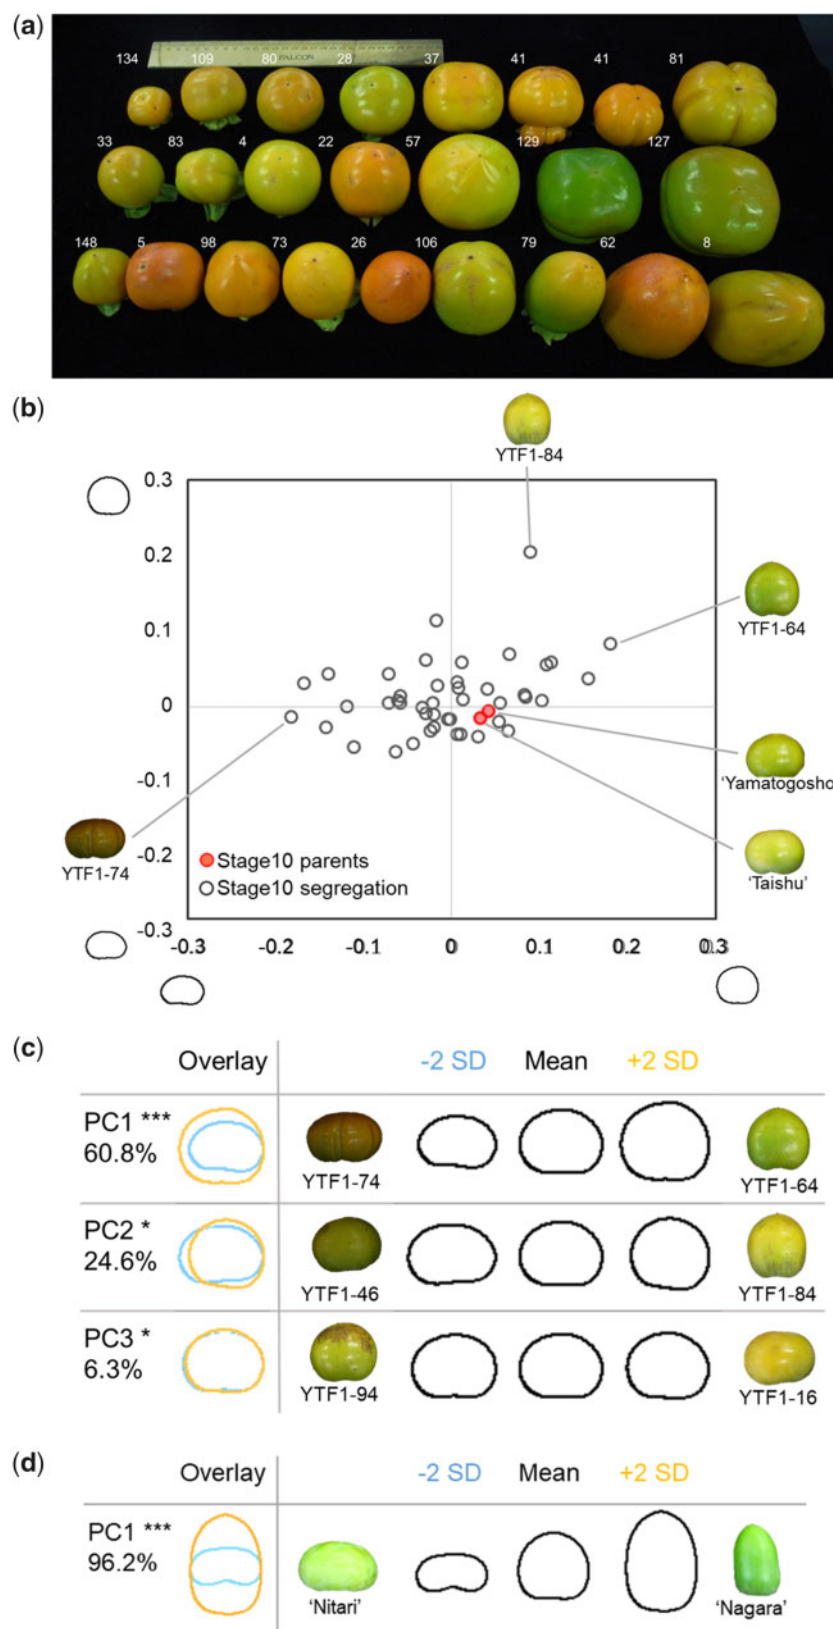 (a)
FALCON
134 109 80 28 37 41 41 81
33 83 4 22 57 129 127
148 5 98 73 26 106 79 62 8
(b)
YTF1-84
0.3
0.2
YTF1-64
0.1
0
'Yamatogosho
-0.1
-0.2
YTF1-74
Stage10 parents
'Taishu'
Stage10 segregation
-0.3
-0.3 -0.2 -0.1 0 0.1 0.2 0.3
(c)
Overlay -2 SD Mean +2 SD
PC1 ***
60.8%
YTF1-74 YTF1-64
PC2 *
24.6%
YTF1-46 YTF1-84
PC3 *
6.3%
YTF1-94 YTF1-16
(d)
Overlay -2 SD Mean +2 SD
PC1 ***
96.2%
'Nitari' 'Nagara'